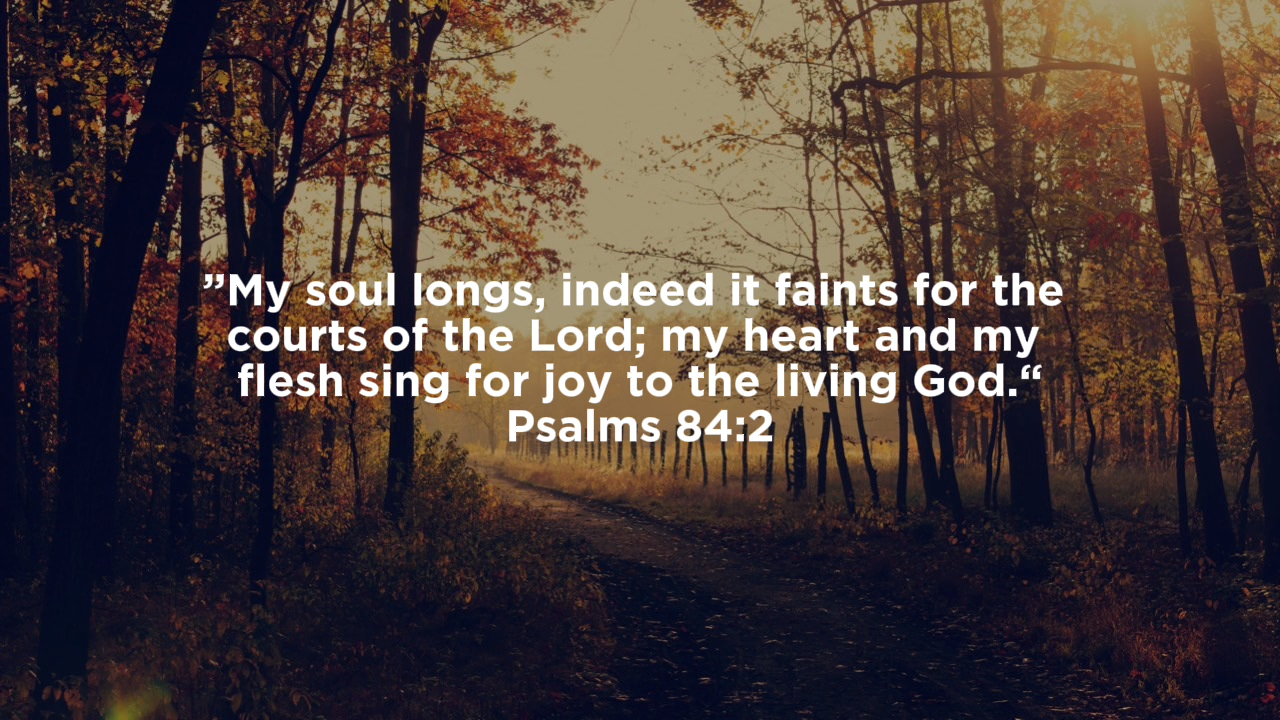 ”My soul longs, indeed it faints for the
courts of the Lord; my heart and my
flesh sing for joy to the living God.“
Psalms 84:2